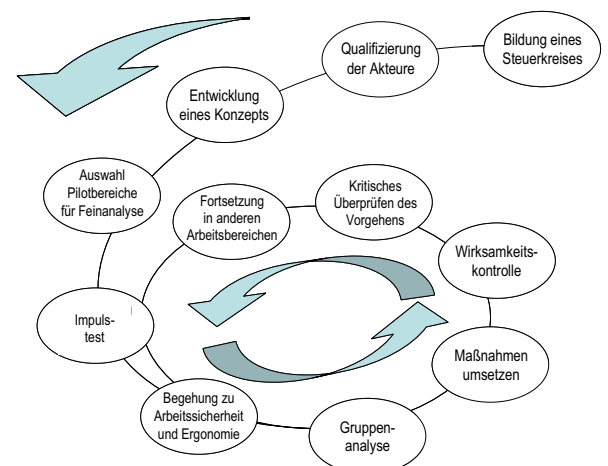 Bildung eines
Steuerkreises
Qualifizierung
der Akteure
Entwicklung
eines Konzepts
Auswahl
Pilotbereiche
für Feinanalyse
Impuls-
test
Begehung zu
Arbeitssicherheit
und Ergonomie
Gruppen-
analyse
Maßnahmen
umsetzen
Wirksamkeits-
kontrolle
Kritisches
Überprüfen des
Vorgehens
Fortsetzung
in anderen
Arbeitsbereichen